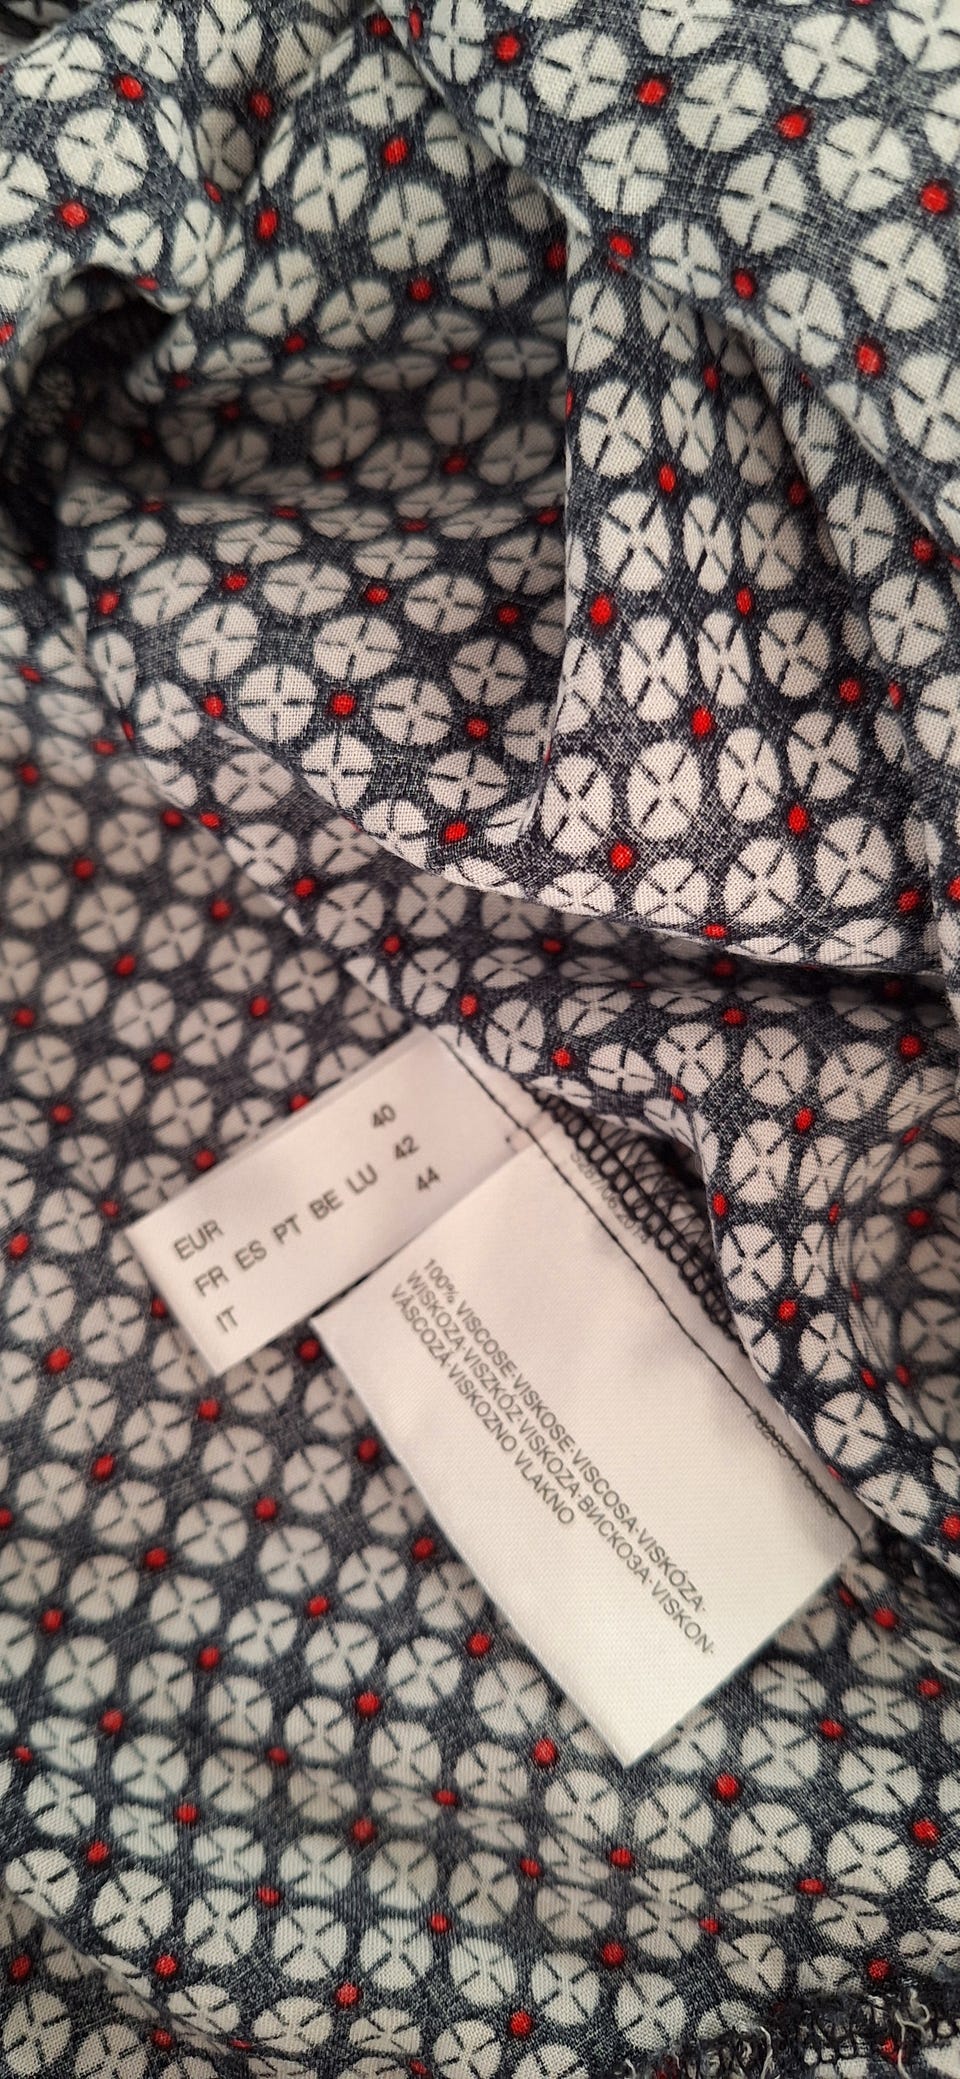 EUR 40
FR ES PT BE LU 42
IT 44
100% VISCOSE·VISKOSE·VISCOSA·VISKÓZA·
WISKOZA·VISZKÓZ·VISKOZA·ВИСКОЗА·VISKON·
VÂSCOZÁ·VISKOZNO VLAKNO